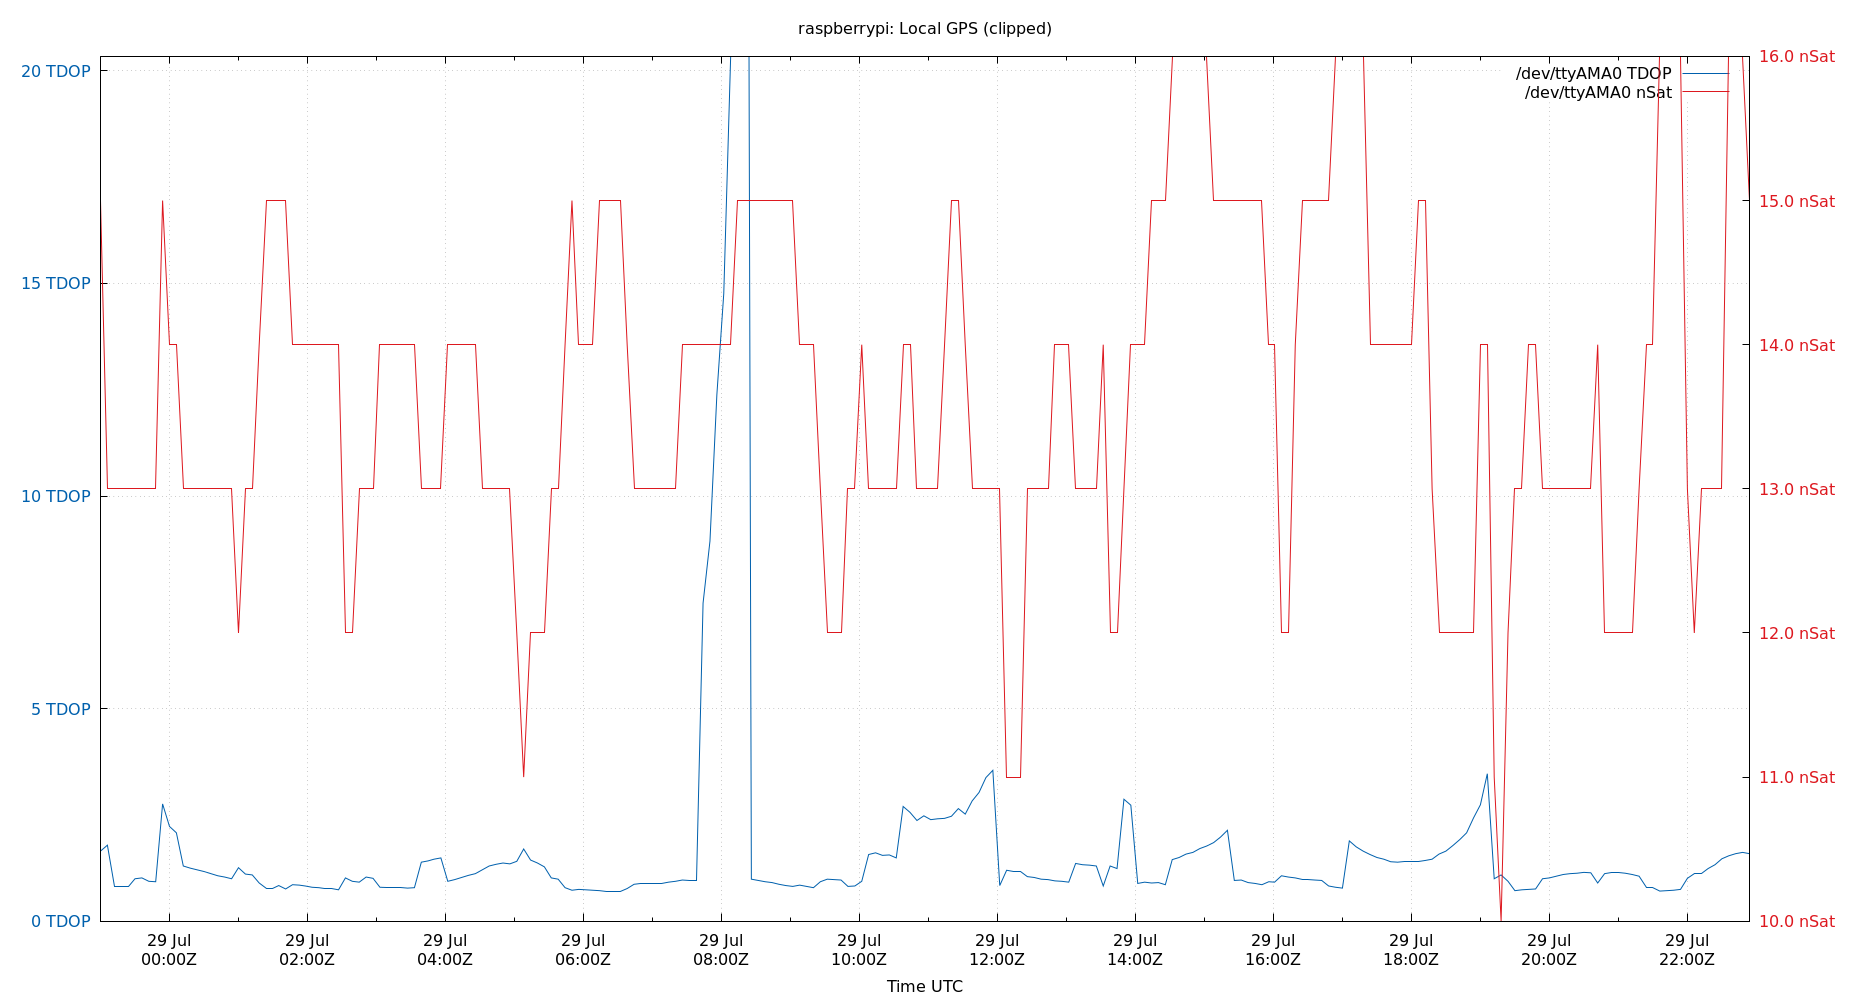 raspberrypi: Local GPS (clipped)
/dev/ttyAMA0 TDOP
/dev/ttyAMA0 nSat
20 TDOP
15 TDOP
10 TDOP
5 TDOP
0 TDOP
16.0 nSat
15.0 nSat
14.0 nSat
13.0 nSat
12.0 nSat
11.0 nSat
10.0 nSat
29 Jul
00:00Z
29 Jul
02:00Z
29 Jul
04:00Z
29 Jul
06:00Z
29 Jul
08:00Z
29 Jul
10:00Z
29 Jul
12:00Z
29 Jul
14:00Z
29 Jul
16:00Z
29 Jul
18:00Z
29 Jul
20:00Z
29 Jul
22:00Z
Time UTC